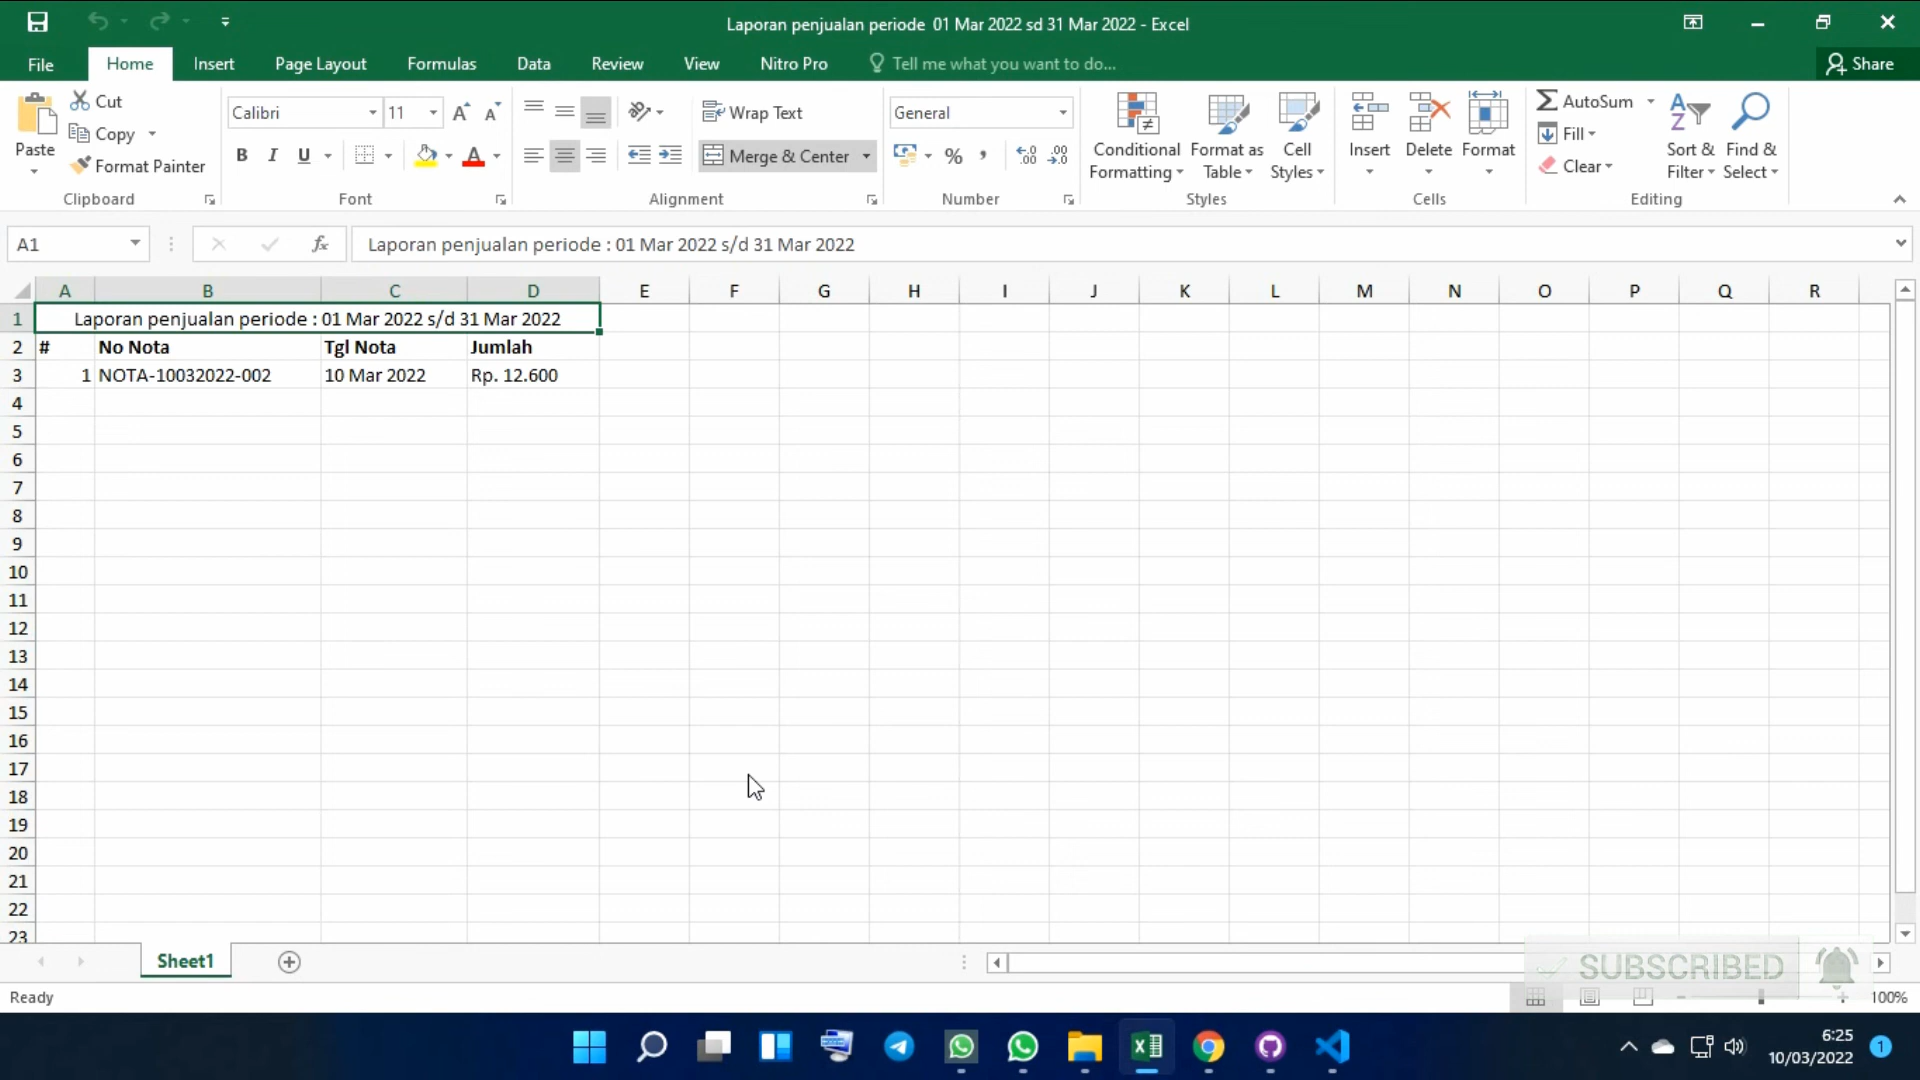 Laporan penjualan periode 01 Mar 2022 sd 31 Mar 2022 - Excel
File Home Insert Page Layout Formulas Data Review View Nitro Pro Tell me what you want to do... Share
Paste Cut Copy Format Painter Clipboard
Calibri 11 B I U A Font
Wrap Text Merge & Center Alignment
General % , Number
Conditional Formatting Format as Table Cell Styles Styles
Insert Delete Format Cells
AutoSum Fill Clear Sort & Filter Find & Select Editing
A1 fx Laporan penjualan periode : 01 Mar 2022 s/d 31 Mar 2022
A B C D E F G H I J K L M N O P Q R
1 Laporan penjualan periode : 01 Mar 2022 s/d 31 Mar 2022
2 # No Nota Tgl Nota Jumlah
3 1 NOTA-10032022-002 10 Mar 2022 Rp. 12.600
4
5
6
7
8
9
10
11
12
13
14
15
16
17
18
19
20
21
22
23
Sheet1
SUBSCRIBED
Ready 100%
6:25
10/03/2022 1